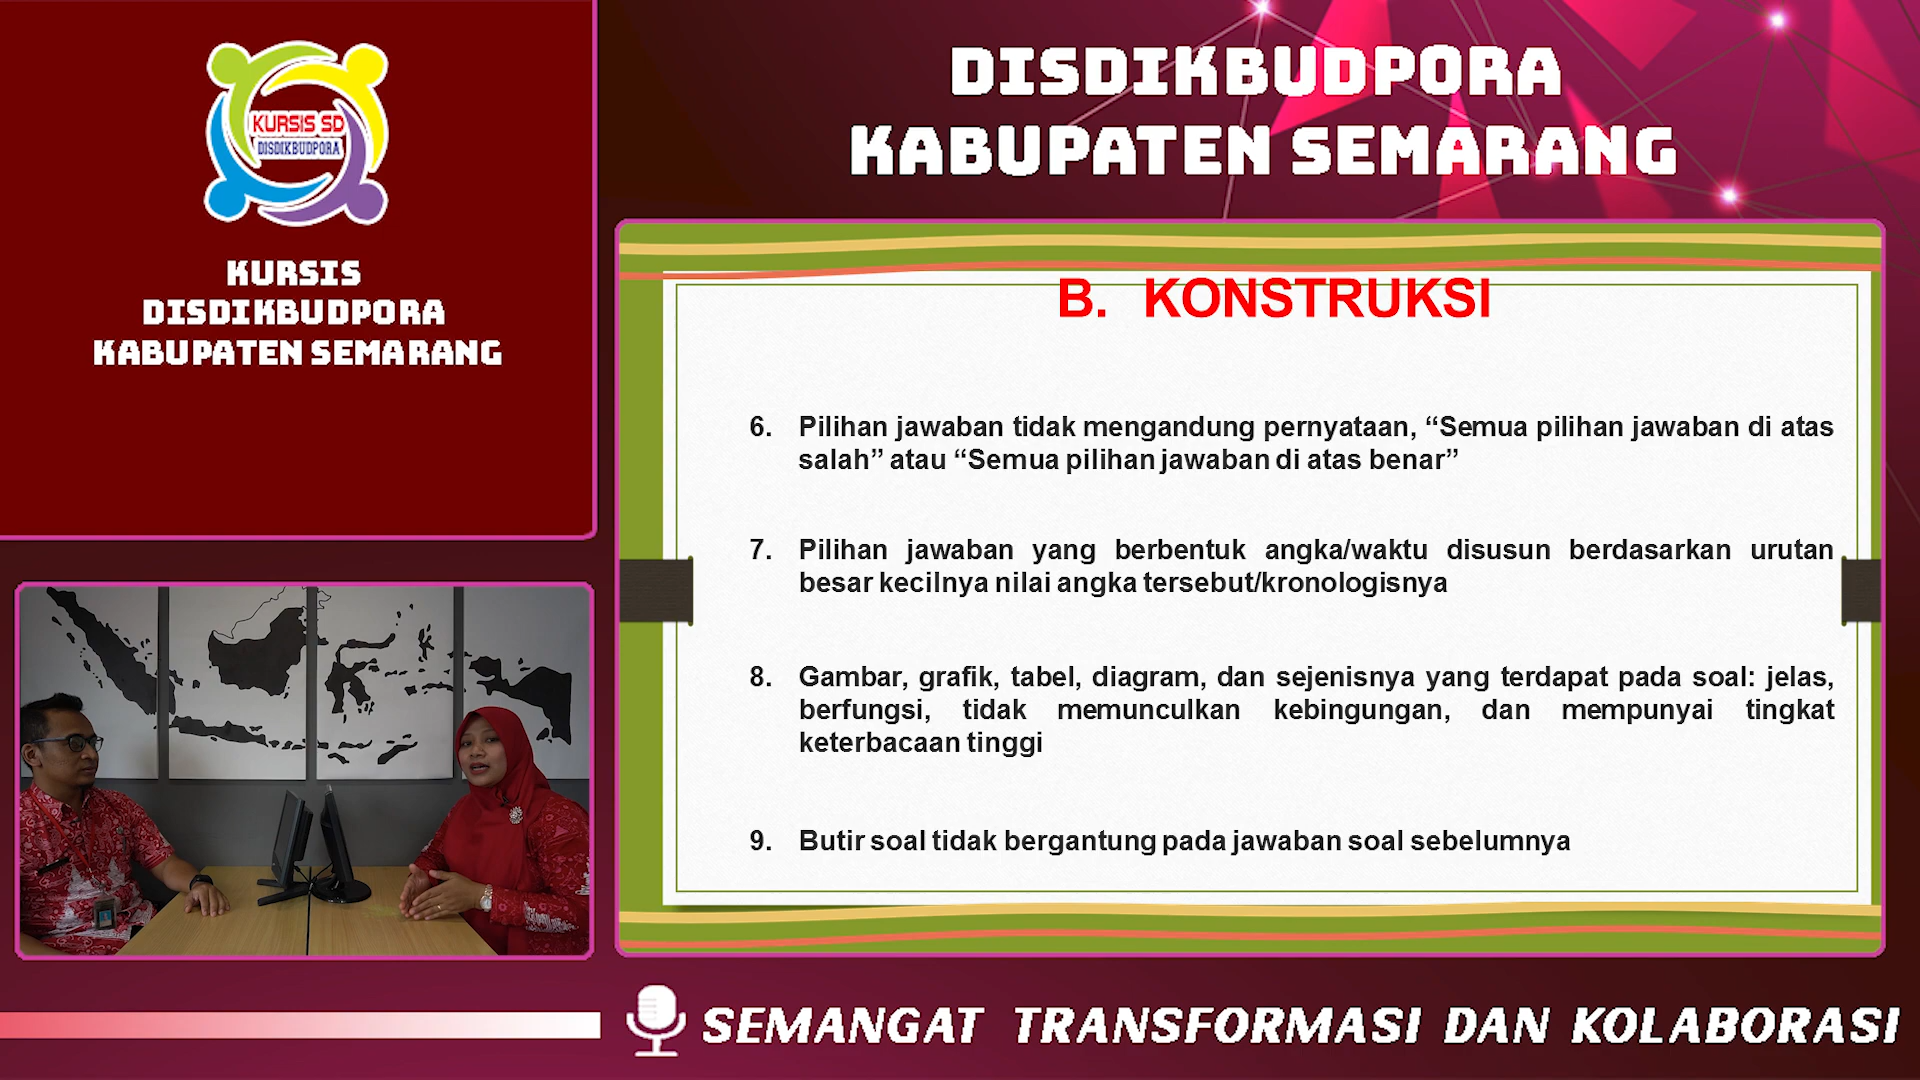 KURSIS SD
DISDIKBUDPORA
KURSIS
DISDIKBUDPORA
KABUPATEN SEMARANG
DISDIKBUDPORA
KABUPATEN SEMARANG
B. KONSTRUKSI
6. Pilihan jawaban tidak mengandung pernyataan, “Semua pilihan jawaban di atas
salah” atau “Semua pilihan jawaban di atas benar”
7. Pilihan jawaban yang berbentuk angka/waktu disusun berdasarkan urutan
besar kecilnya nilai angka tersebut/kronologisnya
8. Gambar, grafik, tabel, diagram, dan sejenisnya yang terdapat pada soal: jelas,
berfungsi, tidak memunculkan kebingungan, dan mempunyai tingkat
keterbacaan tinggi
9. Butir soal tidak bergantung pada jawaban soal sebelumnya
SEMANGAT TRANSFORMASI DAN KOLABORASI